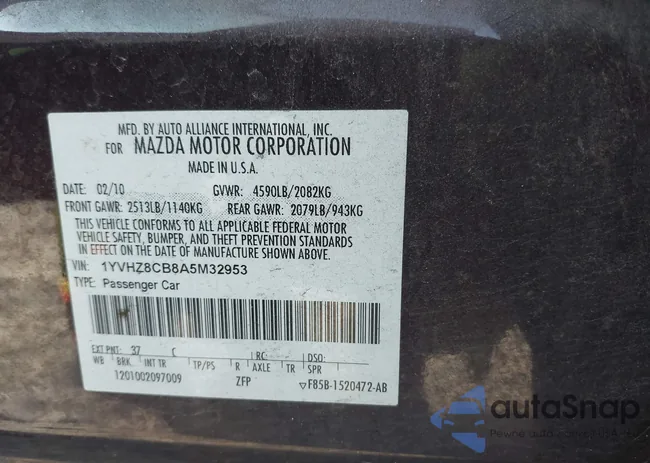 MFD. BY AUTO ALLIANCE INTERNATIONAL, INC.
FOR MAZDA MOTOR CORPORATION
MADE IN U.S.A.
DATE: 02/10 GVWR: 4590LB/2082KG
FRONT GAWR: 2513LB/1140KG REAR GAWR: 2079LB/943KG
THIS VEHICLE CONFORMS TO ALL APPLICABLE FEDERAL MOTOR
VEHICLE SAFETY, BUMPER, AND THEFT PREVENTION STANDARDS
IN EFFECT ON THE DATE OF MANUFACTURE SHOWN ABOVE.
VIN: 1YVHZ8CB8A5M32953
TYPE: Passenger Car
EXT PNT: 37 C RC: DSO:
WB BRK INT TR TP/PS R AXLE TR SPR
1201002097009 ZFP ▽F85B-1520472-AB
autaSnap
Pewne auto z